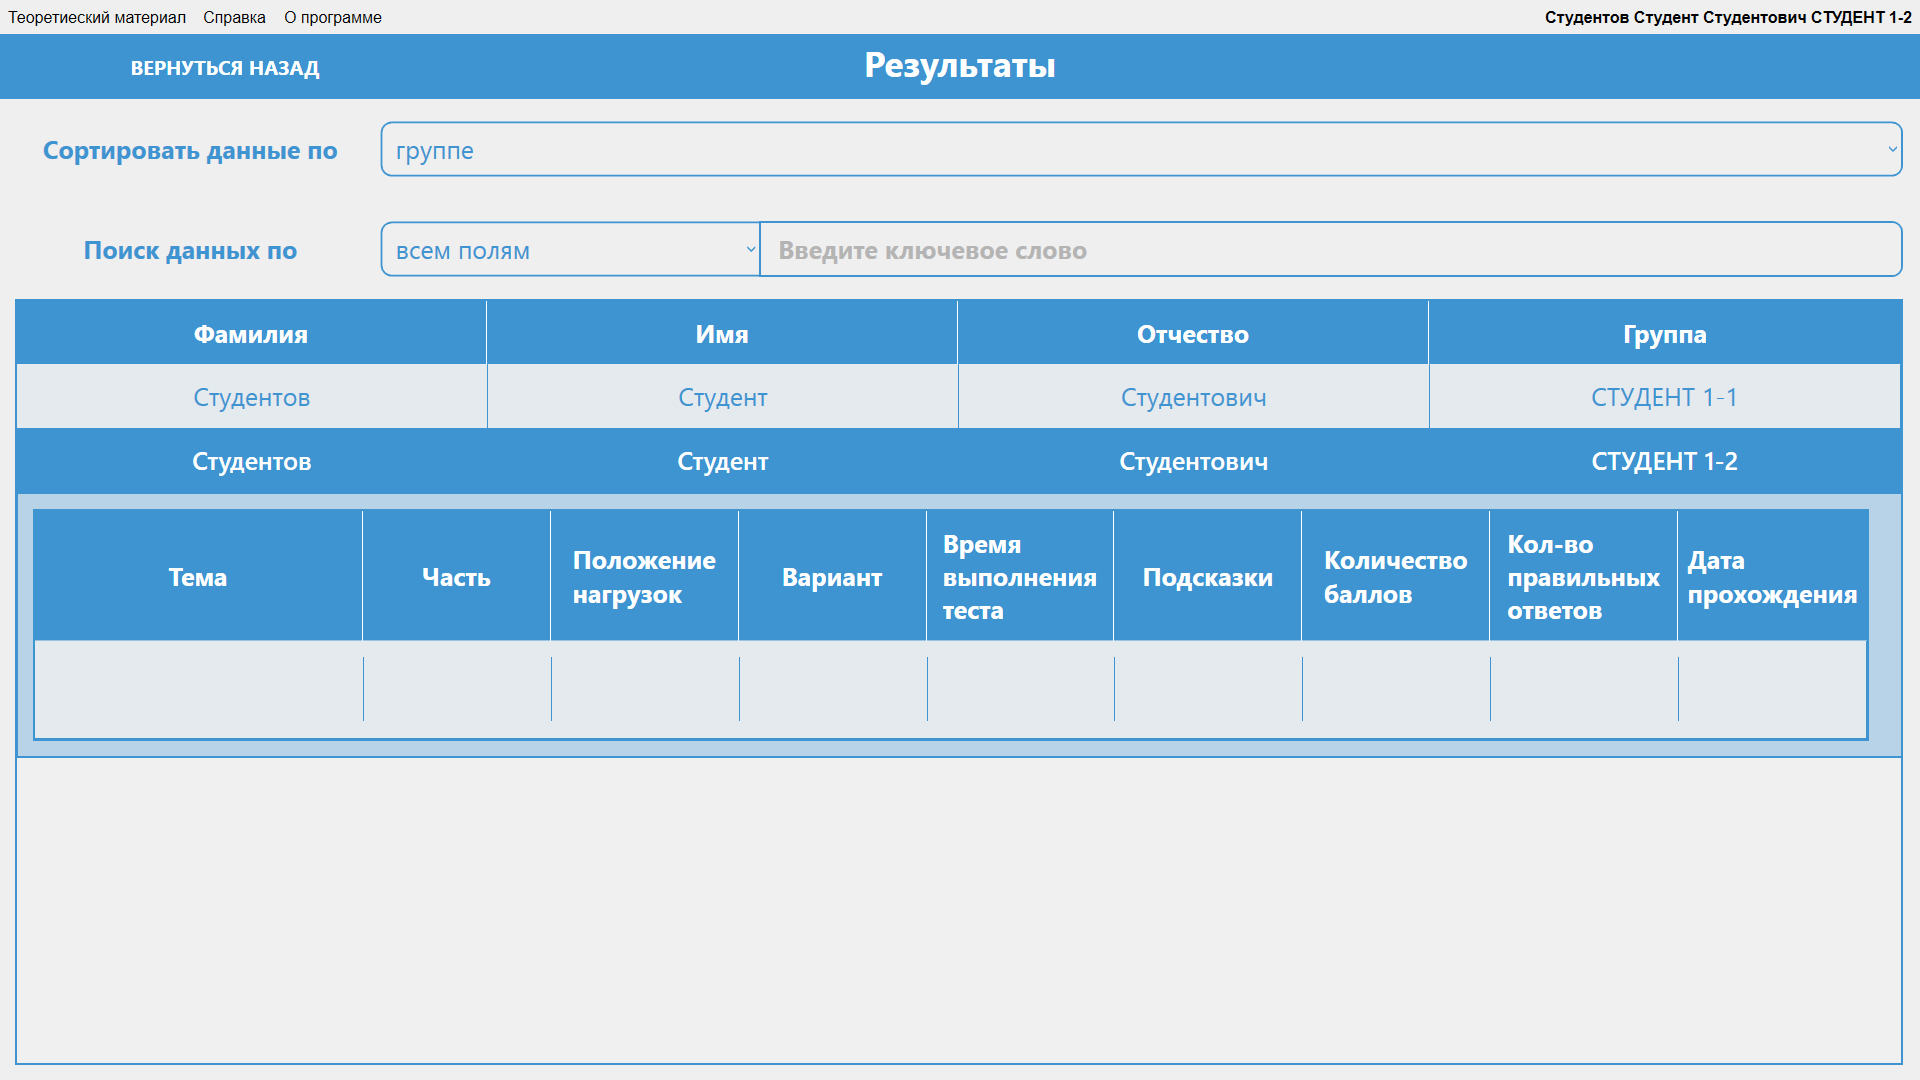 Теоретиеский материал Справка О программе Студентов Студент Студентович СТУДЕНТ 1-2
ВЕРНУТЬСЯ НАЗАД Результаты
Сортировать данные по группе
Поиск данных по всем полям Введите ключевое слово
Фамилия Имя Отчество Группа
Студентов Студент Студентович СТУДЕНТ 1-1
Студентов Студент Студентович СТУДЕНТ 1-2
Тема
Часть
Положение
нагрузок
Вариант
Время
выполнения
теста
Подсказки
Количество
баллов
Кол-во
правильных
ответов
Дата
прохождения